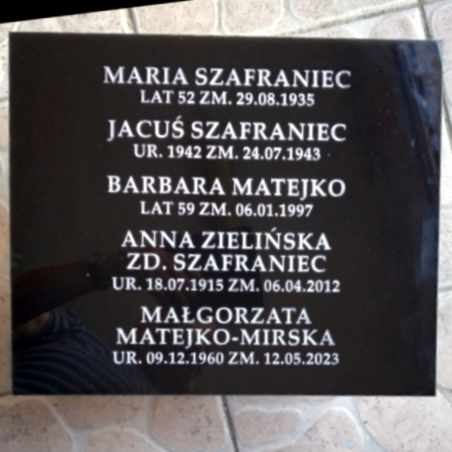 MARIA SZAFRANIEC
LAT 52 ZM. 29.08.1935
JACUŚ SZAFRANIEC
UR. 1942 ZM. 24.07.1943
BARBARA MATEJKO
LAT 59 ZM. 06.01.1997
ANNA ZIELIŃSKA
ZD. SZAFRANIEC
UR. 18.07.1915 ZM. 06.04.2012
MAŁGORZATA
MATEJKO-MIRSKA
UR. 09.12.1960 ZM. 12.05.2023